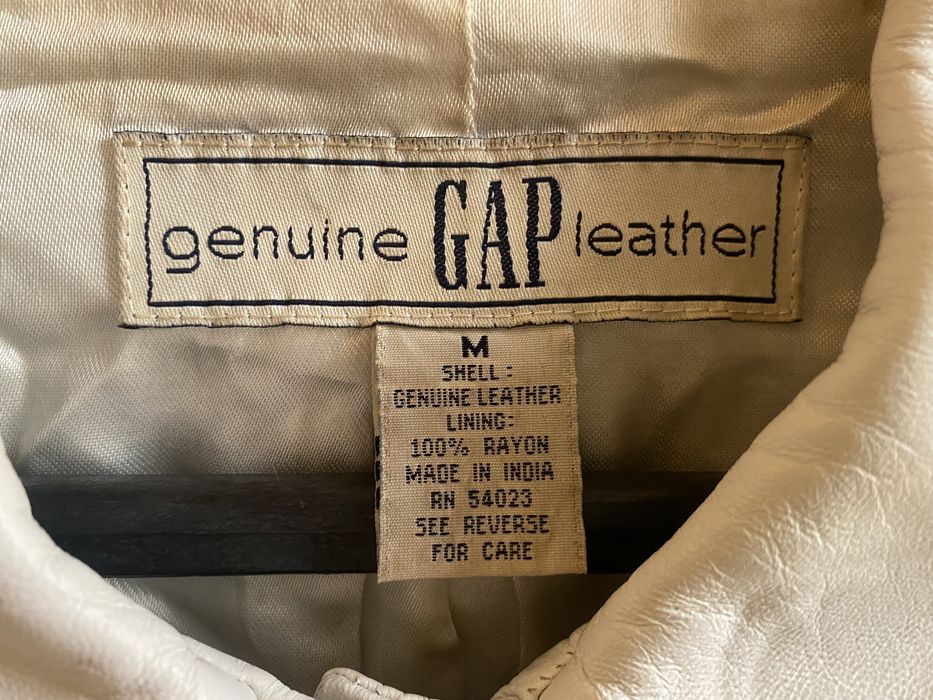 genuine GAP leather
M
SHELL:
GENUINE LEATHER
LINING:
100% RAYON
MADE IN INDIA
RN 54023
SEE REVERSE
FOR CARE